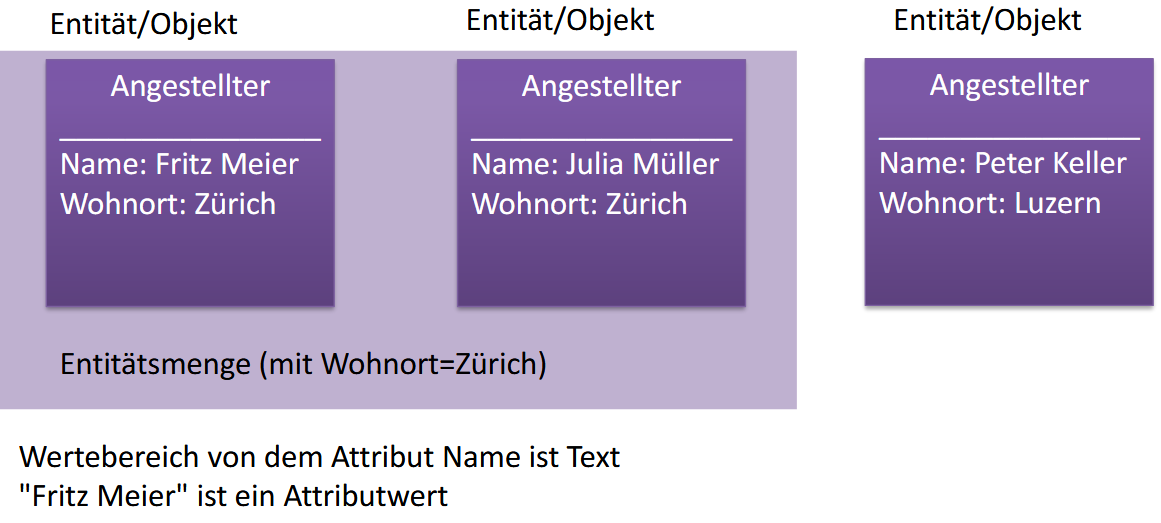 Entität/Objekt
Entität/Objekt
Entität/Objekt
Angestellter
Name: Fritz Meier
Wohnort: Zürich
Angestellter
Name: Julia Müller
Wohnort: Zürich
Angestellter
Name: Peter Keller
Wohnort: Luzern
Entitätsmenge (mit Wohnort=Zürich)
Wertebereich von dem Attribut Name ist Text
"Fritz Meier" ist ein Attributwert